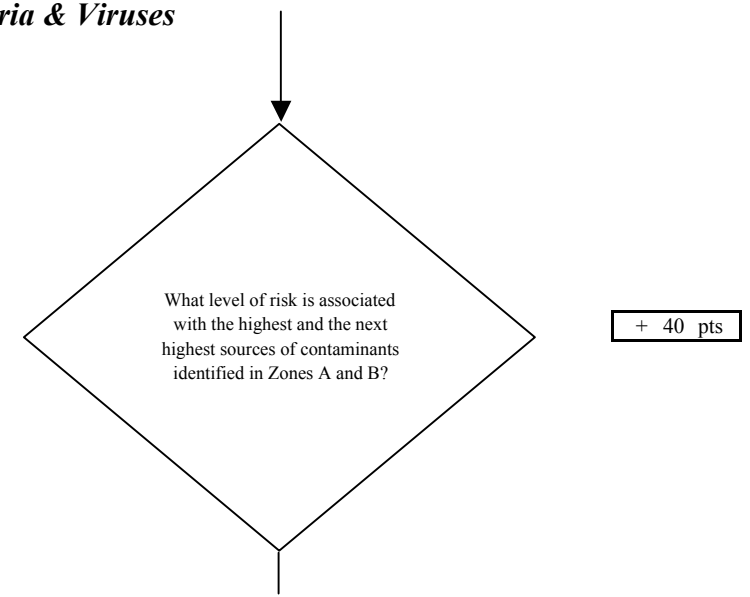 ria & Viruses
What level of risk is associated
with the highest and the next
highest sources of contaminants
identified in Zones A and B?
+ 40 pts